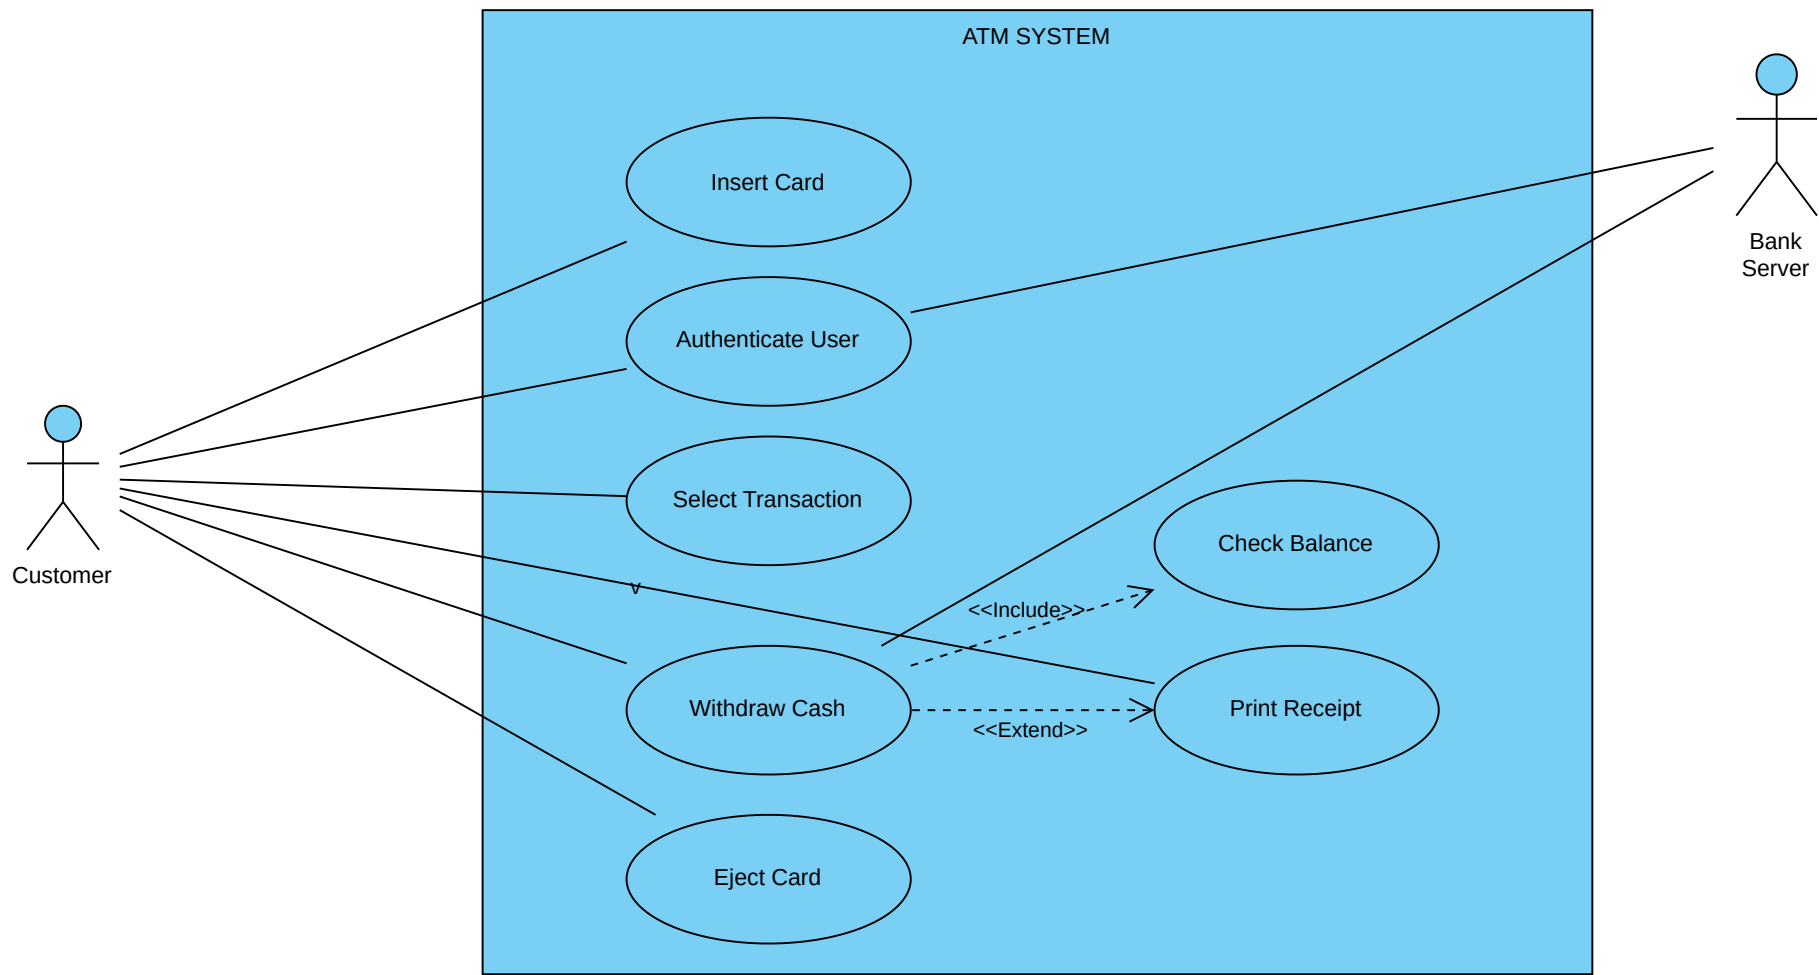 ATM SYSTEM
Insert Card
Bank
Server
Authenticate User
Select Transaction
Check Balance
Customer
v
<<Include>>
Withdraw Cash
Print Receipt
<<Extend>>
Eject Card